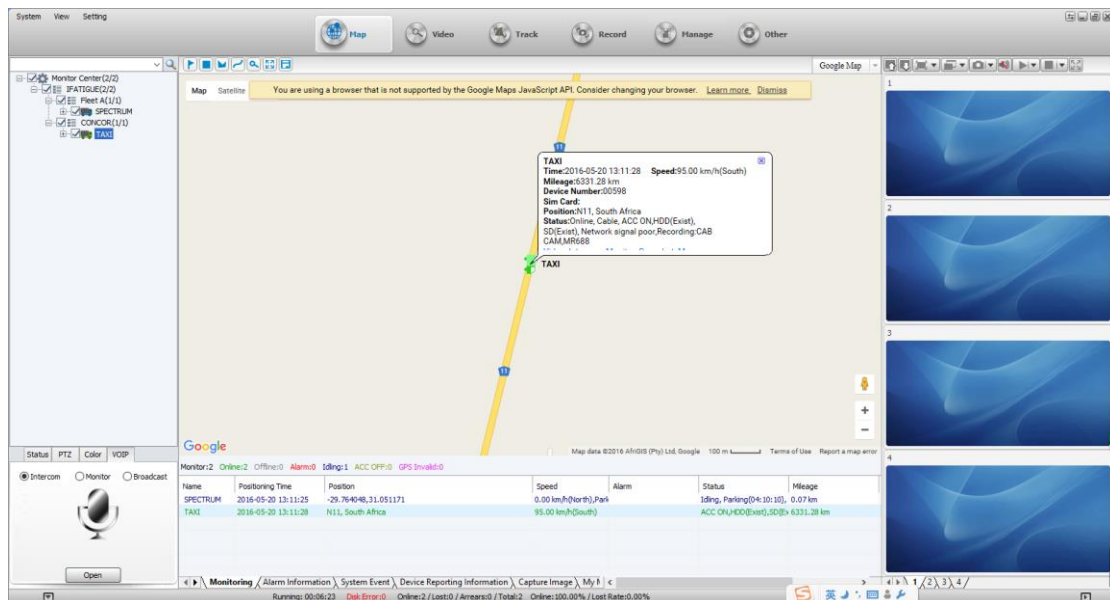 System View Setting
Map Video Track Record Manage Other
Monitor Center(2/2)
IFATIGUE(2/2)
Fleet A(1/1)
SPECTRUM
CONCOR(1/1)
TAXI
Google Map
Map Satellite
You are using a browser that is not supported by the Google Maps JavaScript API. Consider changing your browser. Learn more Dismiss
11
TAXI
Time:2016-05-20 13:11:28 Speed:95.00 km/h(South)
Mileage:6331.28 km
Device Number:00598
Sim Card:
Position:N11, South Africa
Status:Online, Cable, ACC ON,HDD(Exist),
SD(Exist), Network signal poor,Recording:CAB
CAM,MR688
TAXI
11
Google
Map data ©2016 AfriGIS (Pty) Ltd, Google 100 m Terms of Use Report a map error
1
2
3
4
Status PTZ Color VOIP
Intercom Monitor Broadcast
Open
Monitor:2 Online:2 Offline:0 Alarm:0 Idling:1 ACC OFF:0 GPS Invalid:0
Name Positioning Time Position Speed Alarm Status Mileage
SPECTRUM 2016-05-20 13:11:25 -29.764048,31.051171 0.00 km/h(North),Park Idling, Parking(04:10:10), 0.07 km
TAXI 2016-05-20 13:11:28 N11, South Africa 95.00 km/h(South) ACC ON,HDD(Exist),SD(Ex 6331.28 km
Monitoring Alarm Information System Event Device Reporting Information Capture Image My
1 2 3 4
Running: 00:06:23 Disk Error:0 Online:2 / Lost:0 / Arrears:0 / Total:2 Online:100.00% / Lost Rate:0.00%
S 英